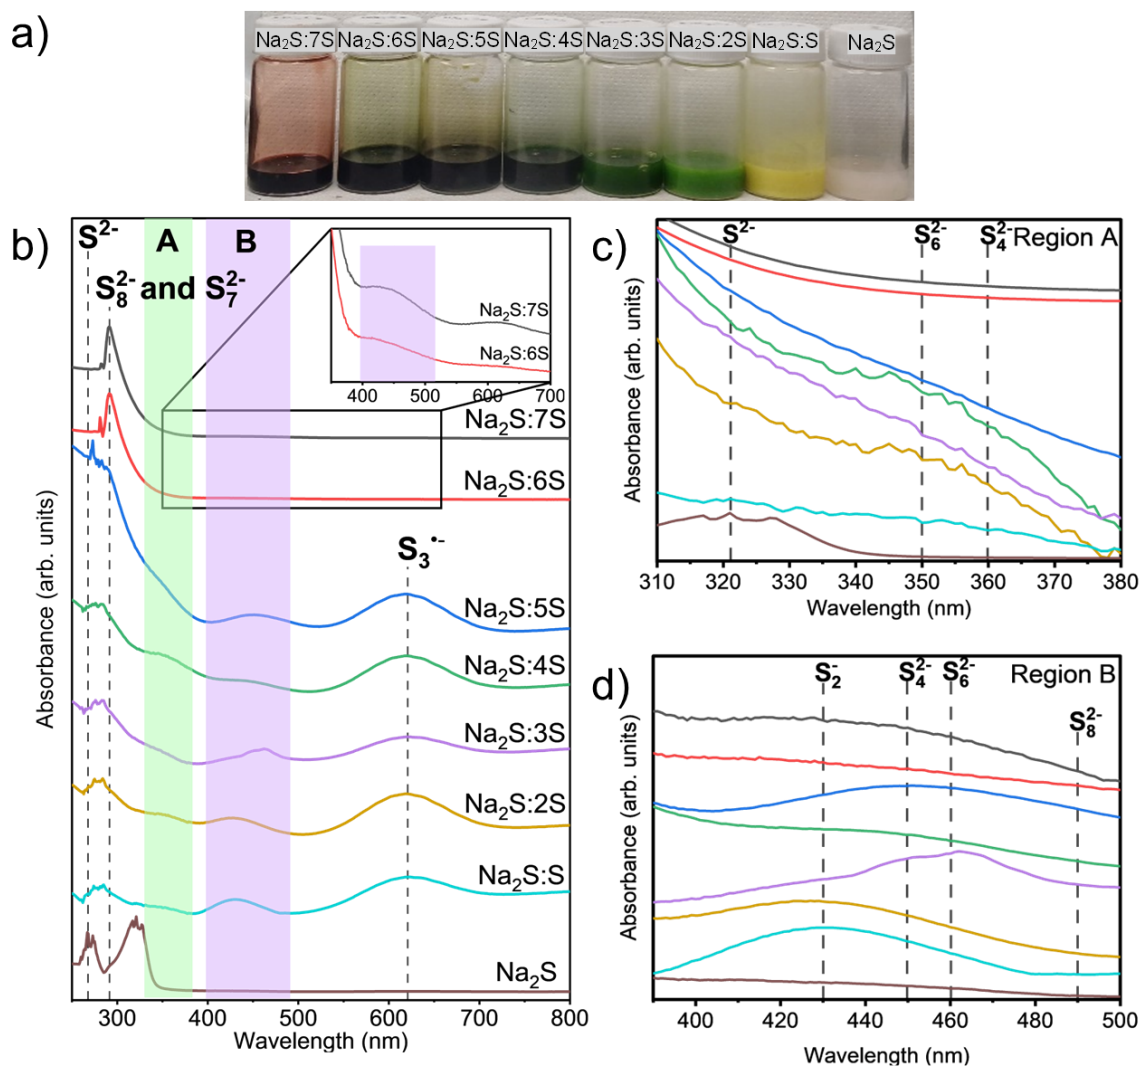 a)
Na₂S:7S Na₂S:6S Na₂S:5S Na₂S:4S Na₂S:3S Na₂S:2S Na₂S:S Na₂S
b)
S²⁻ A B
S₈²⁻ and S₇²⁻
Na₂S:7S
Na₂S:6S
400 500 600 700
Na₂S:7S
Na₂S:6S
S₃•⁻
Na₂S:5S
Na₂S:4S
Na₂S:3S
Na₂S:2S
Na₂S:S
Na₂S
Absorbance (arb. units)
300 400 500 600 700 800
Wavelength (nm)
c)
S²⁻ S₆²⁻ S₄²⁻ Region A
Absorbance (arb. units)
310 320 330 340 350 360 370 380
Wavelength (nm)
d)
S₂⁻ S₄²⁻ S₆²⁻ Region B
S₈²⁻
Absorbance (arb. units)
400 420 440 460 480 500
Wavelength (nm)